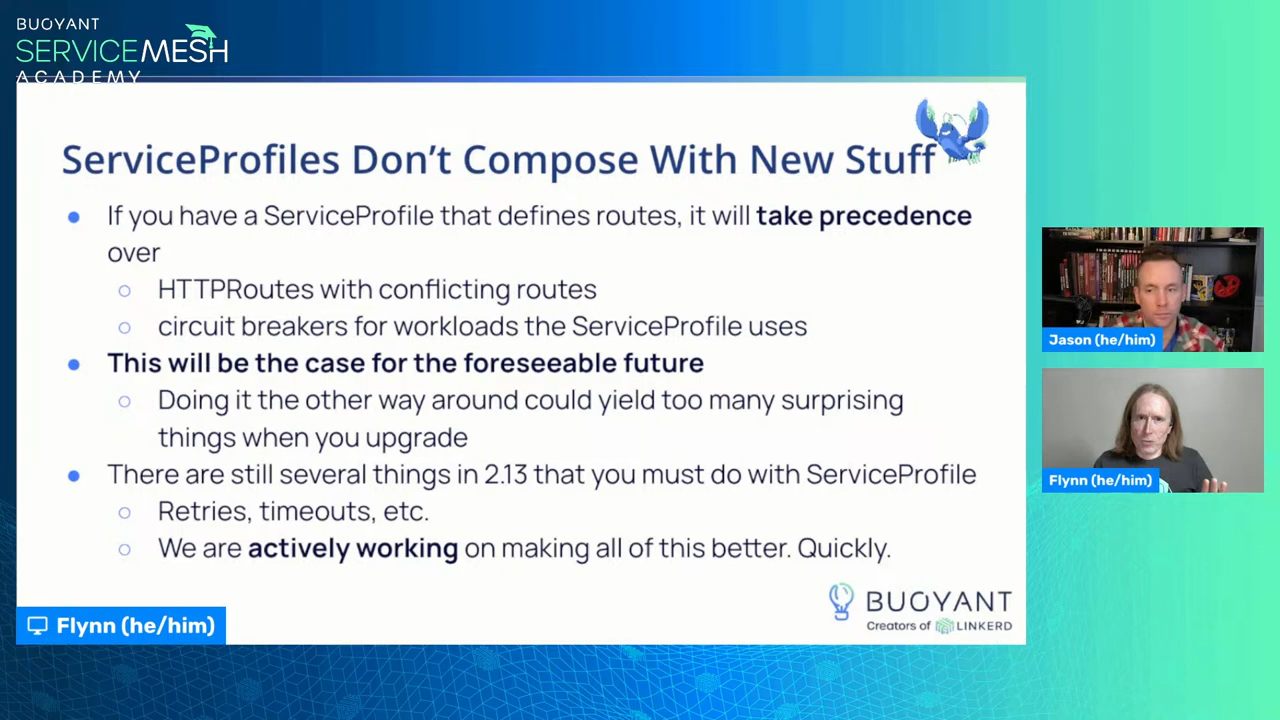 BUOYANT
SERVICEMESH
ACADEMY
ServiceProfiles Don't Compose With New Stuff
If you have a ServiceProfile that defines routes, it will take precedence
over
HTTPRoutes with conflicting routes
circuit breakers for workloads the ServiceProfile uses
This will be the case for the foreseeable future
Doing it the other way around could yield too many surprising
things when you upgrade
There are still several things in 2.13 that you must do with ServiceProfile
Retries, timeouts, etc.
We are actively working on making all of this better. Quickly.
BUOYANT
Creators of LINKERD
Flynn (he/him)
Jason (he/him)
Flynn (he/him)